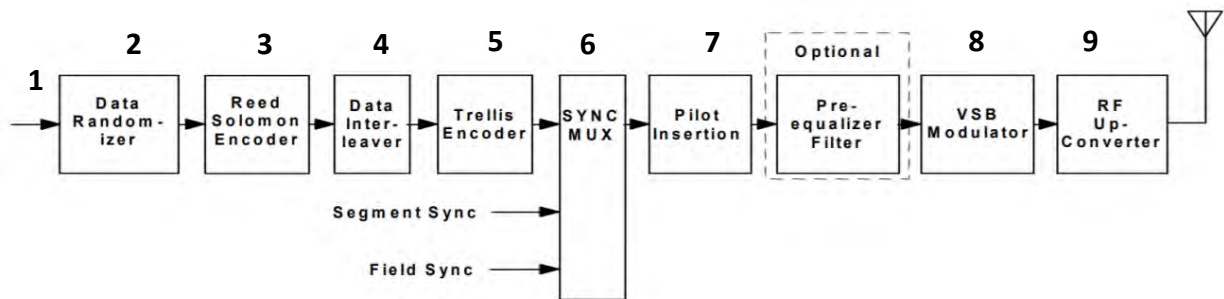 1
2
Data
Random-
izer
3
Reed
Solomon
Encoder
4
Data
Inter-
leaver
5
Trellis
Encoder
6
SYNC
MUX
Segment Sync
Field Sync
7
Pilot
Insertion
Optional
Pre-
equalizer
Filter
8
VSB
Modulator
9
RF
Up-
Converter